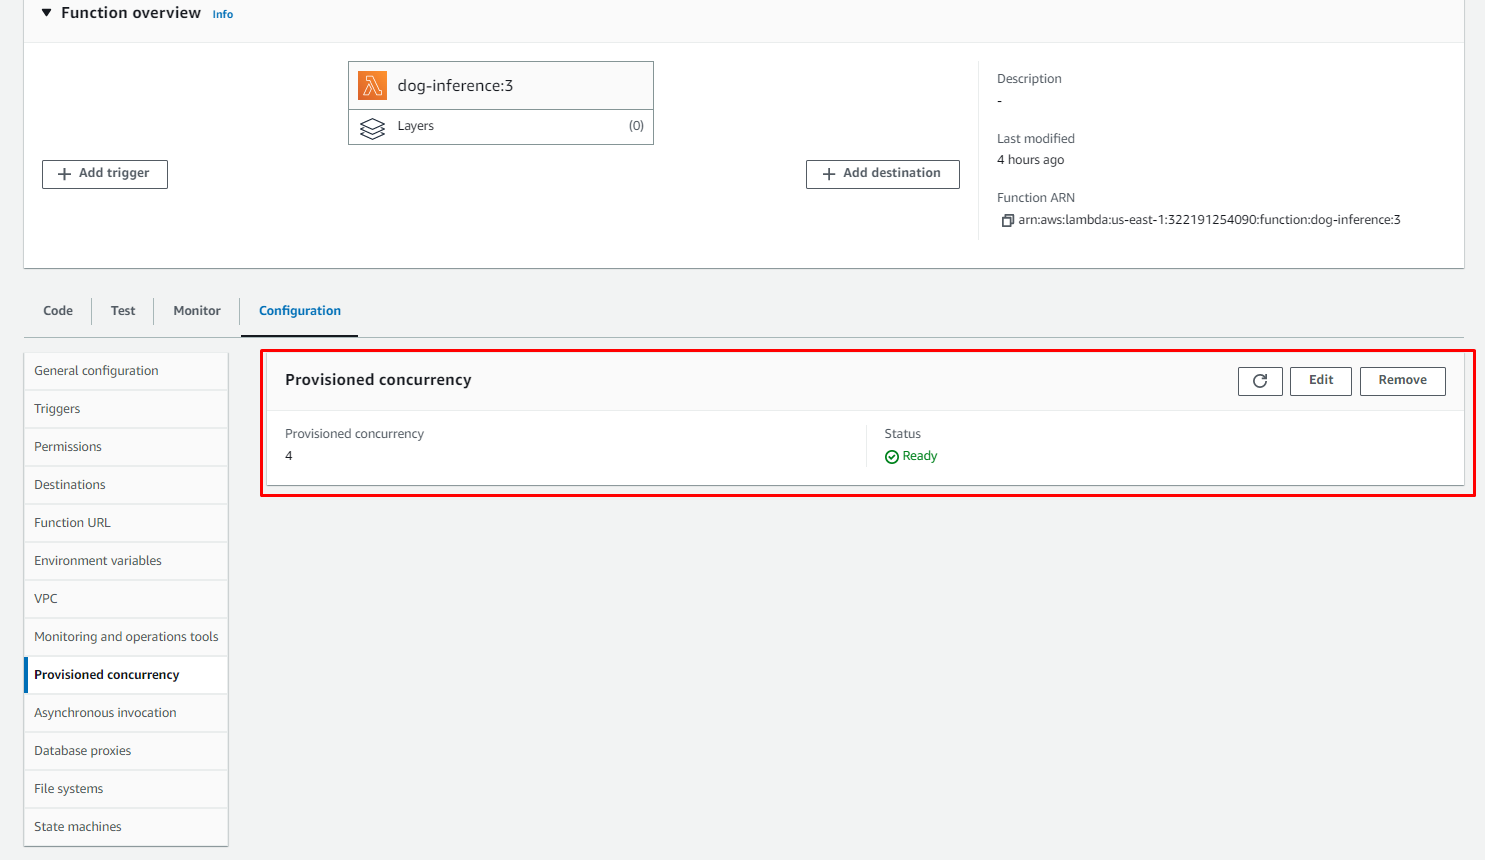 Function overview Info
dog-inference:3
Layers (0)
Add trigger
Add destination
Description
-
Last modified
4 hours ago
Function ARN
arn:aws:lambda:us-east-1:322191254090:function:dog-inference:3
Code Test Monitor Configuration
General configuration
Triggers
Permissions
Destinations
Function URL
Environment variables
VPC
Monitoring and operations tools
Provisioned concurrency
Asynchronous invocation
Database proxies
File systems
State machines
Provisioned concurrency
Edit
Remove
Provisioned concurrency
4
Status
Ready